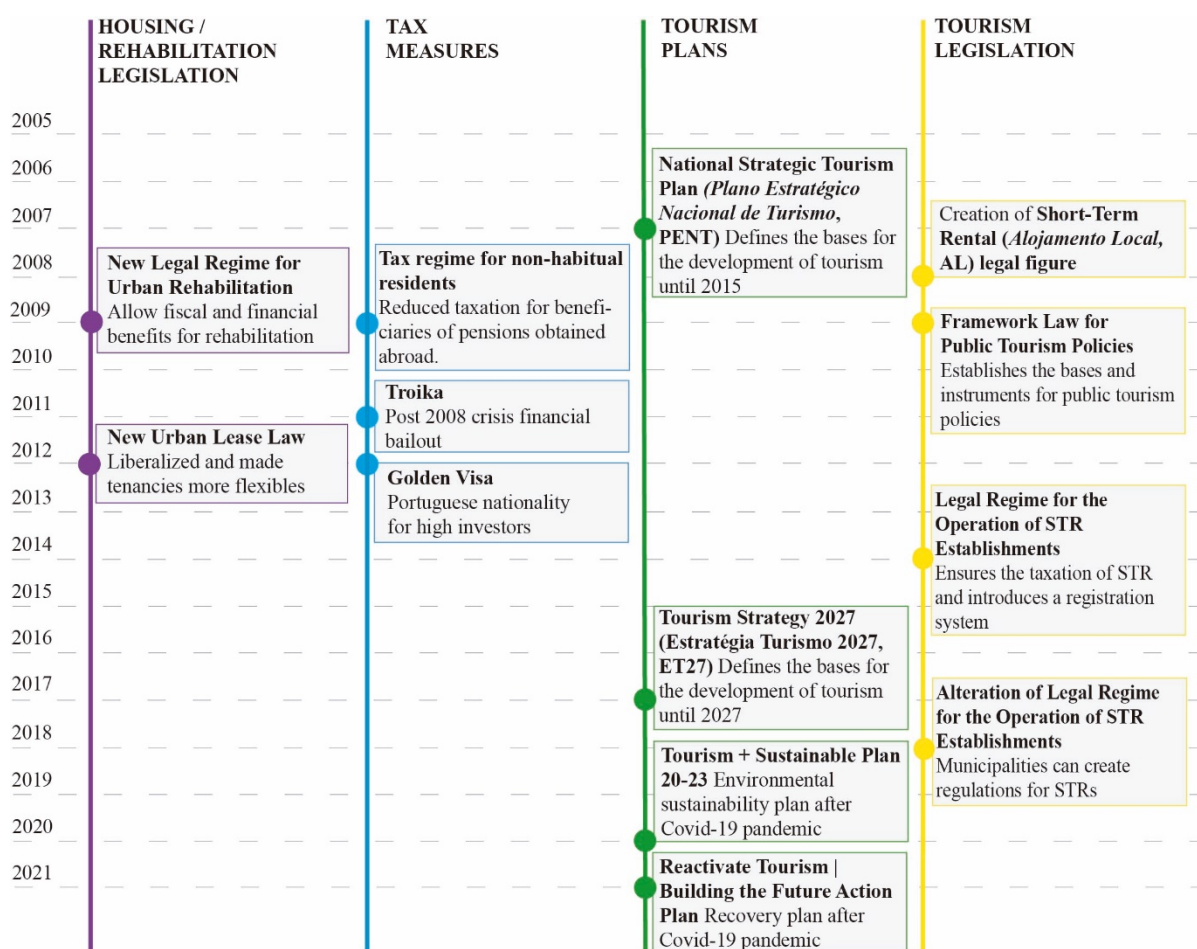 HOUSING /
REHABILITATION
LEGISLATION
TAX
MEASURES
TOURISM
PLANS
TOURISM
LEGISLATION
2005
2006
2007
2008
2009
2010
2011
2012
2013
2014
2015
2016
2017
2018
2019
2020
2021
New Legal Regime for
Urban Rehabilitation
Allow fiscal and financial
benefits for rehabilitation
New Urban Lease Law
Liberalized and made
tenancies more flexibles
Tax regime for non-habitual
residents
Reduced taxation for benefi-
ciaries of pensions obtained
abroad.
Troika
Post 2008 crisis financial
bailout
Golden Visa
Portuguese nationality
for high investors
National Strategic Tourism
Plan (Plano Estratégico
Nacional de Turismo,
PENT) Defines the bases for
the development of tourism
until 2015
Tourism Strategy 2027
(Estratégia Turismo 2027,
ET27) Defines the bases for
the development of tourism
until 2027
Tourism + Sustainable Plan
20-23 Environmental
sustainability plan after
Covid-19 pandemic
Reactivate Tourism |
Building the Future Action
Plan Recovery plan after
Covid-19 pandemic
Creation of Short-Term
Rental (Alojamento Local,
AL) legal figure
Framework Law for
Public Tourism Policies
Establishes the bases and
instruments for public tourism
policies
Legal Regime for the
Operation of STR
Establishments
Ensures the taxation of STR
and introduces a registration
system
Alteration of Legal Regime
for the Operation of STR
Establishments
Municipalities can create
regulations for STRs